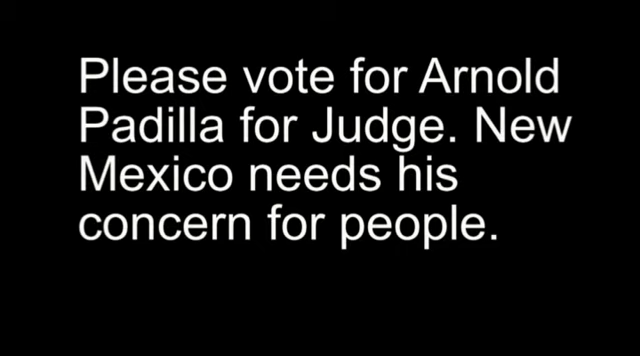 Please vote for Arnold
Padilla for Judge. New
Mexico needs his
concern for people.